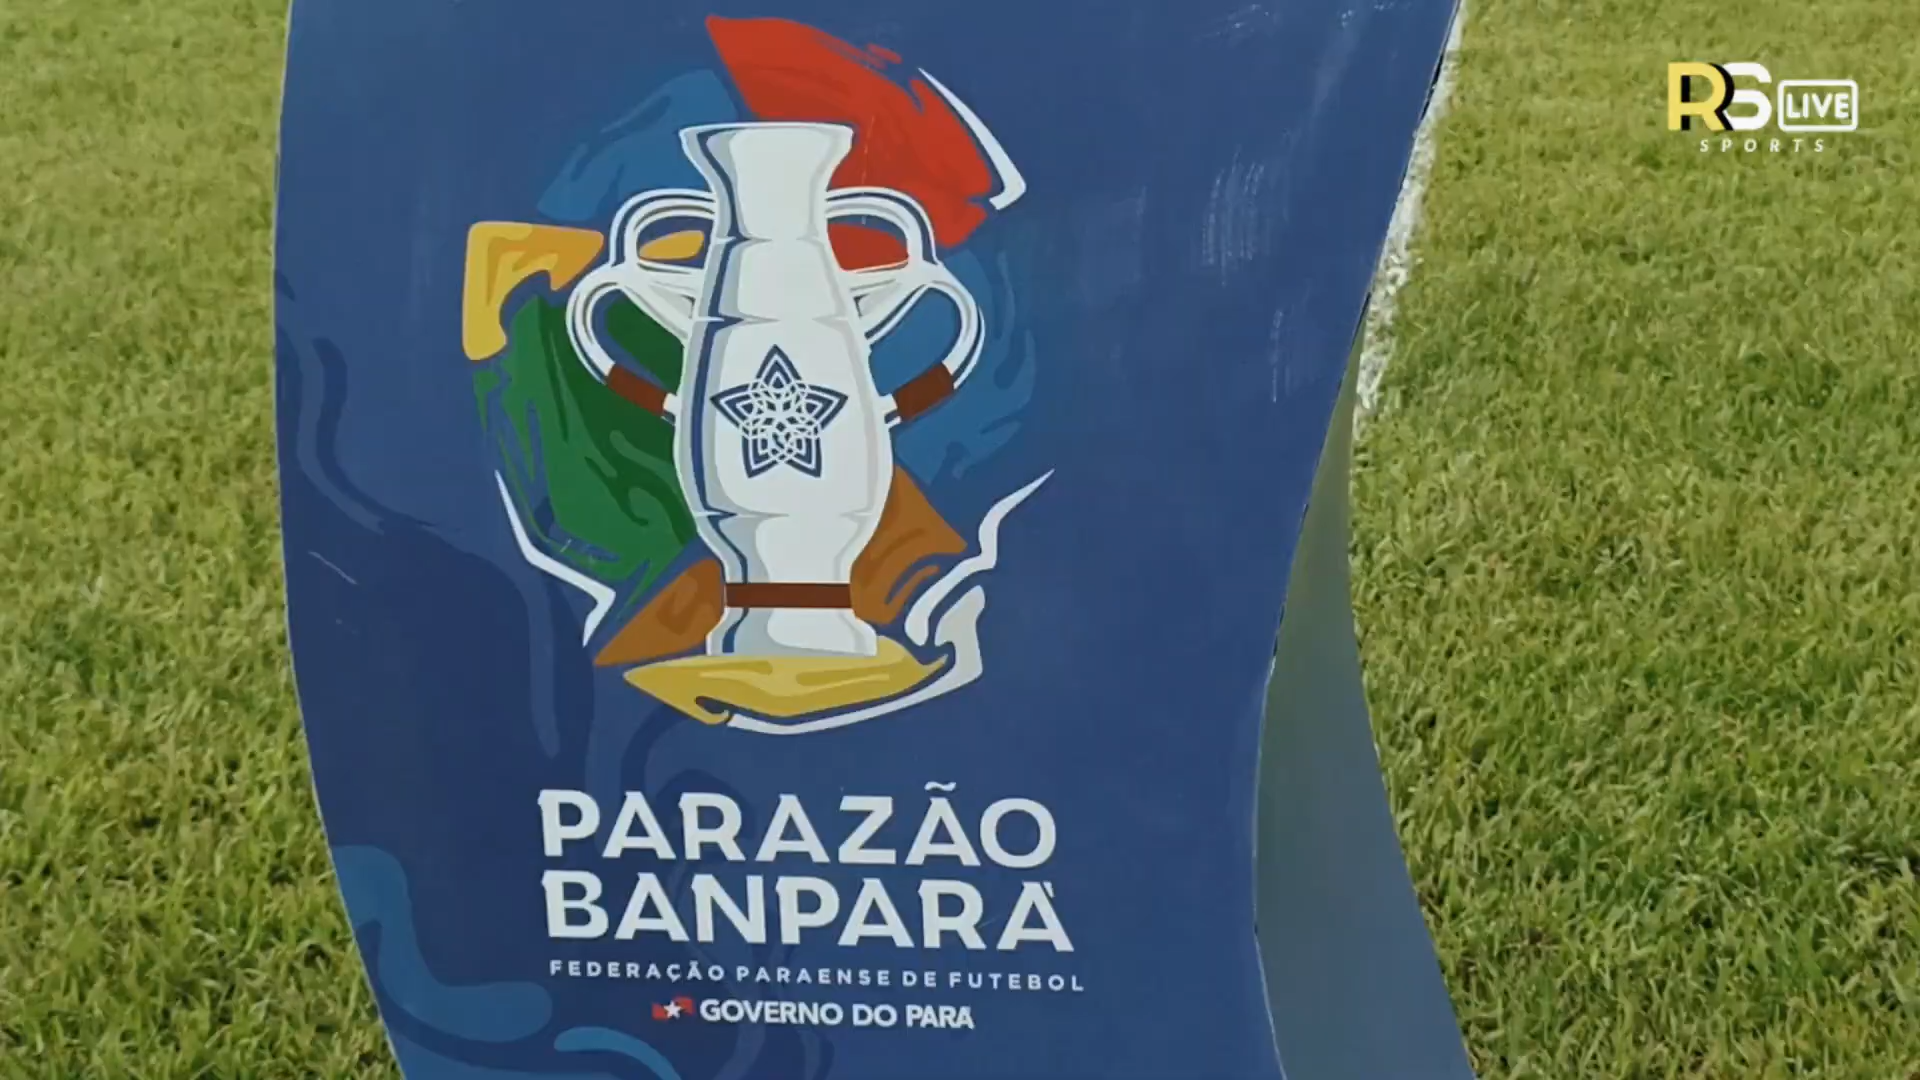 RS LIVE
SPORTS
PARAZÃO
BANPARÁ
FEDERAÇÃO PARAENSE DE FUTEBOL
GOVERNO DO PARÁ